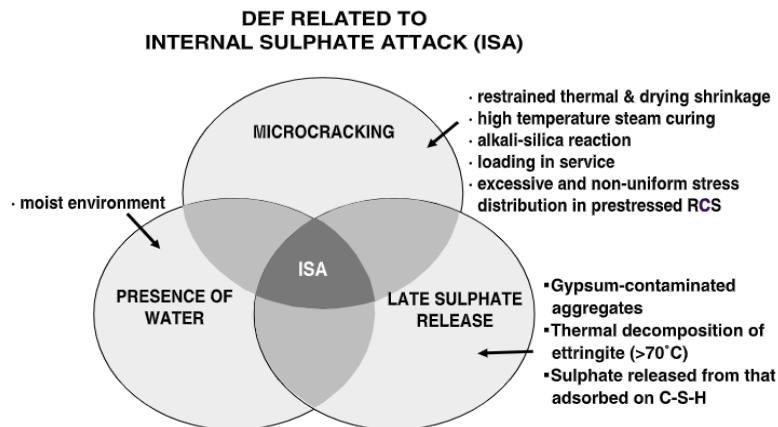 DEF RELATED TO
INTERNAL SULPHATE ATTACK (ISA)
MICROCRACKING
· restrained thermal & drying shrinkage
· high temperature steam curing
· alkali-silica reaction
· loading in service
· excessive and non-uniform stress
distribution in prestressed RCS
· moist environment
ISA
PRESENCE OF
WATER
LATE SULPHATE
RELEASE
▪Gypsum-contaminated
aggregates
▪Thermal decomposition of
ettringite (>70˚C)
▪Sulphate released from that
adsorbed on C-S-H